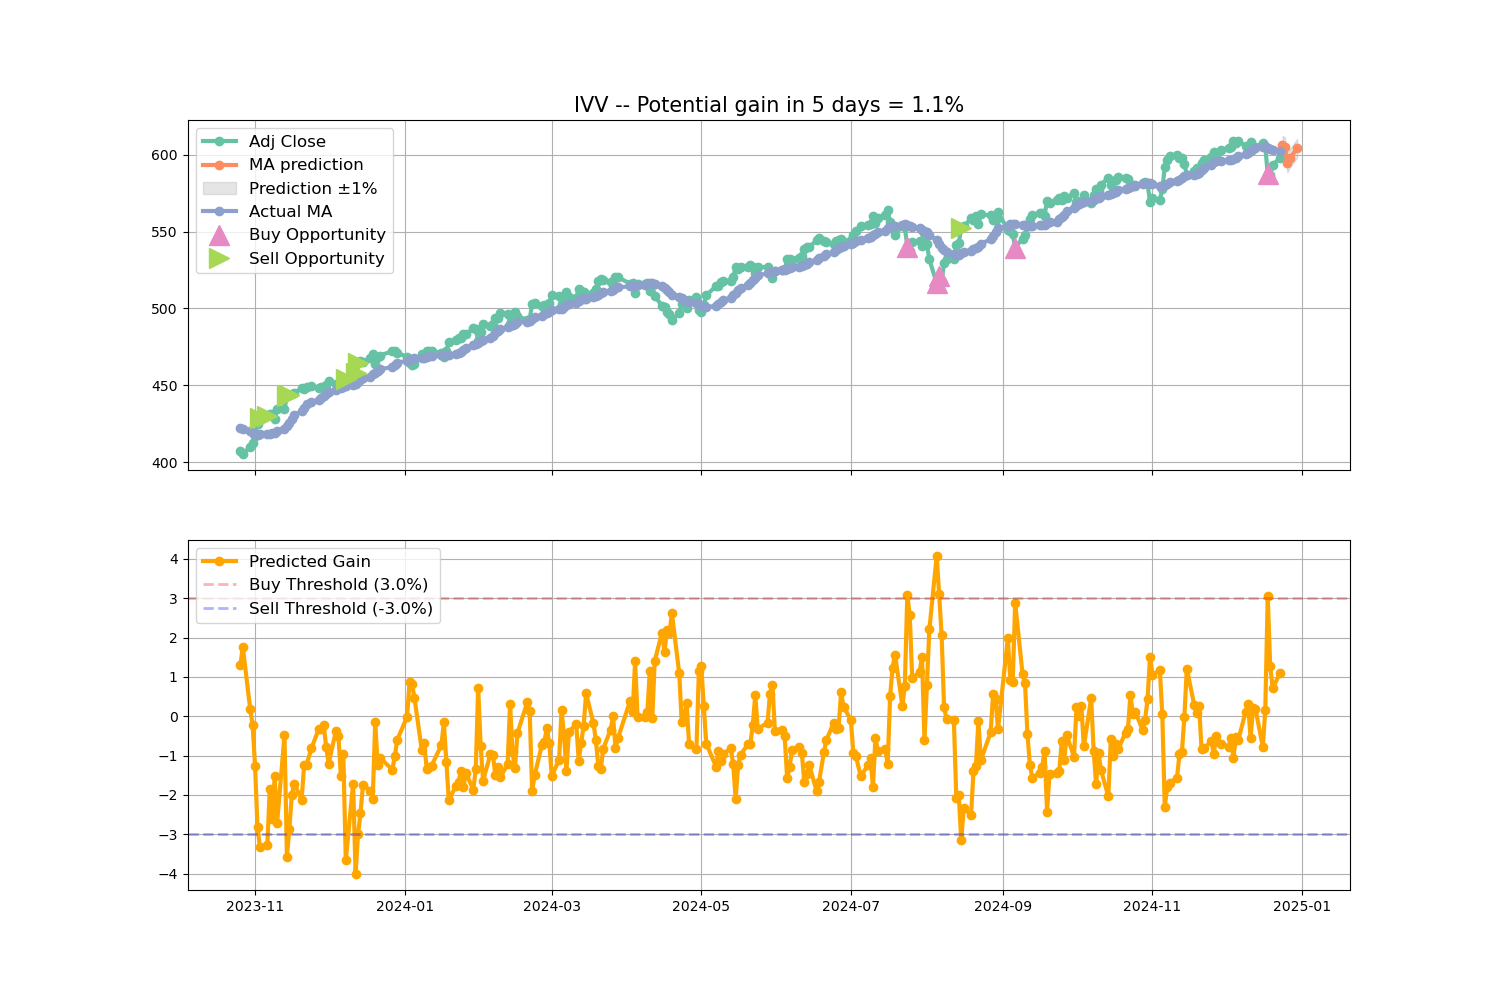 IVV -- Potential gain in 5 days = 1.1%
Adj Close
MA prediction
Prediction ±1%
Actual MA
Buy Opportunity
Sell Opportunity
600
550
500
450
400
Predicted Gain
Buy Threshold (3.0%)
Sell Threshold (-3.0%)
4
3
2
1
0
−1
−2
−3
−4
2023-11 2024-01 2024-03 2024-05 2024-07 2024-09 2024-11 2025-01